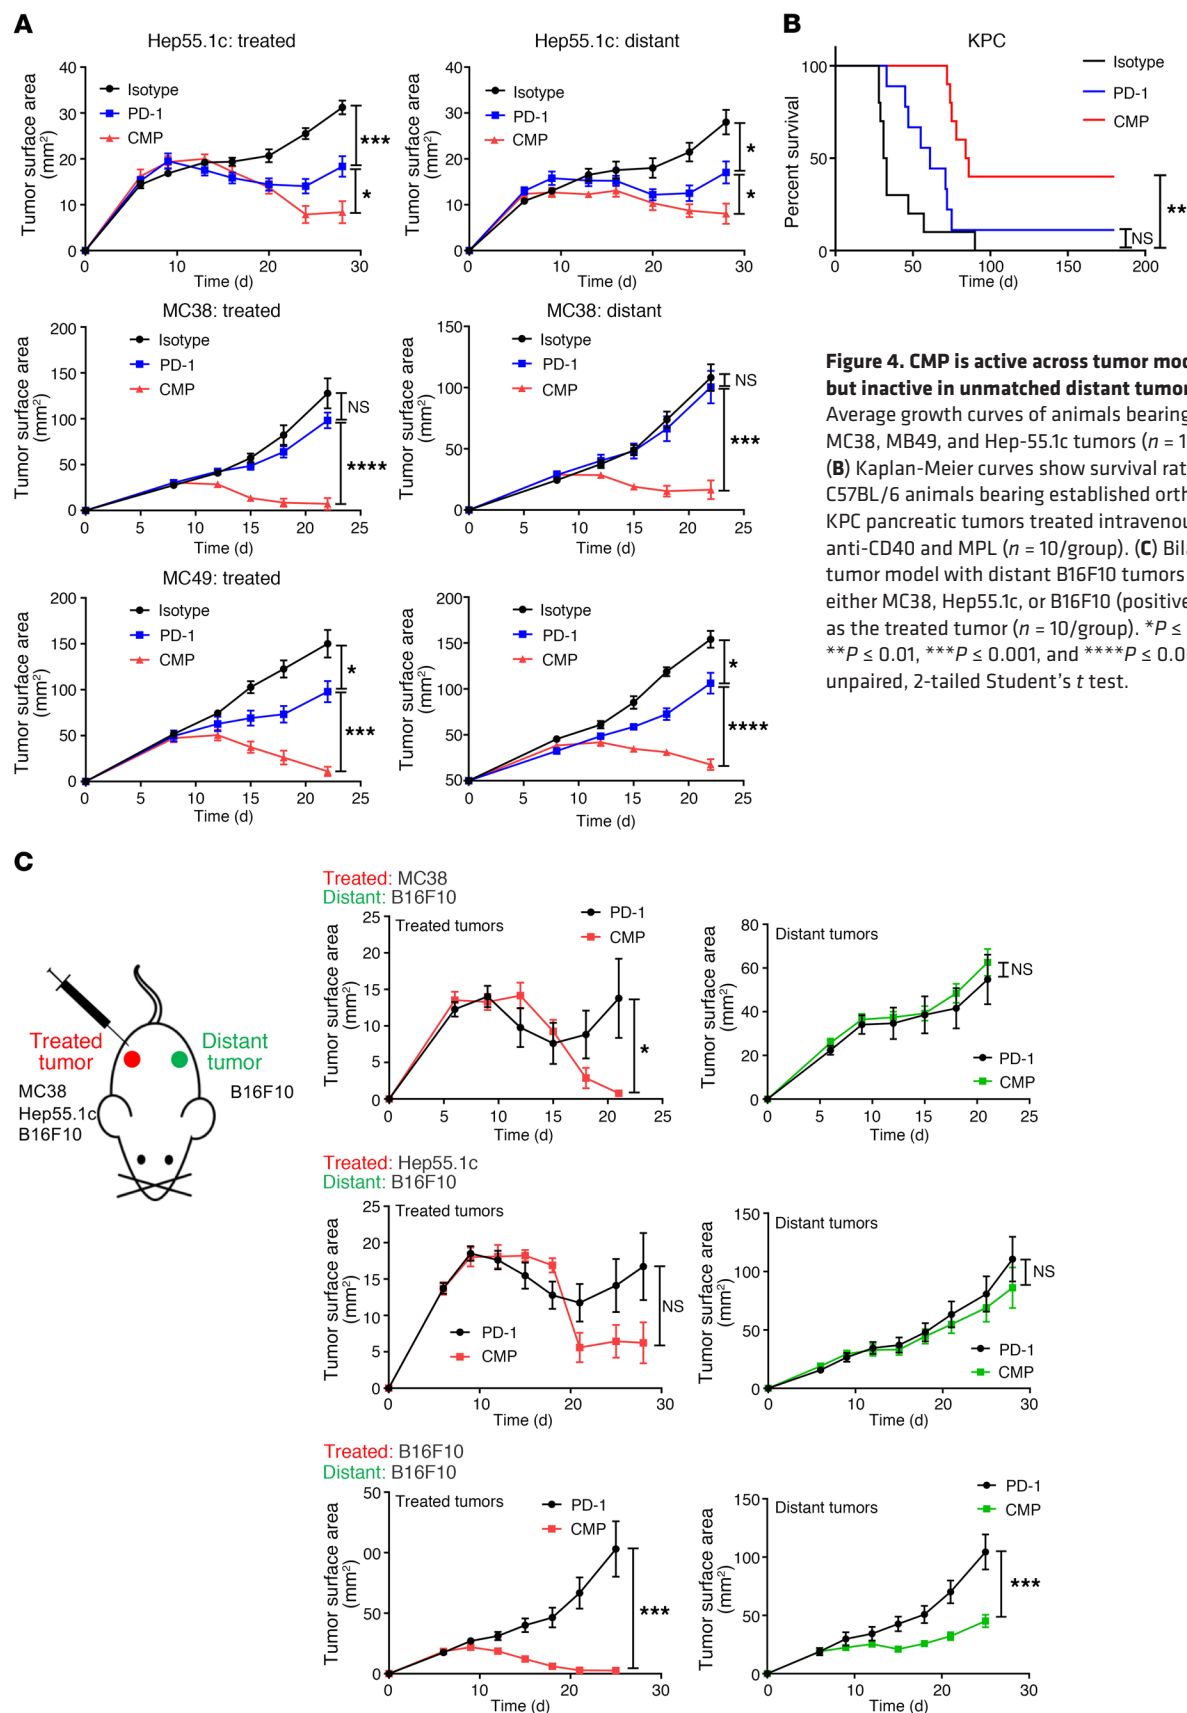 A
Hep55.1c: treated
Tumor surface area
(mm²)
40
30
20
10
0
0
10
20
30
Time (d)
Isotype
PD-1
CMP
***
*
Hep55.1c: distant
Tumor surface area
(mm²)
40
30
20
10
0
0
10
20
30
Time (d)
Isotype
PD-1
CMP
*
*
B
KPC
Percent survival
100
50
0
0
50
100
150
200
Time (d)
Isotype
PD-1
CMP
NS
**
MC38: treated
Tumor surface area
(mm²)
200
150
100
50
0
0
5
10
15
20
25
Time (d)
Isotype
PD-1
CMP
NS
****
MC38: distant
Tumor surface area
(mm²)
150
100
50
0
0
5
10
15
20
25
Time (d)
Isotype
PD-1
CMP
NS
***
MC49: treated
Tumor surface area
(mm²)
200
150
100
50
0
0
5
10
15
20
25
Time (d)
Isotype
PD-1
CMP
*
***
Tumor surface area
(mm²)
200
150
100
50
50
0
5
10
15
20
25
Time (d)
Isotype
PD-1
CMP
*
****
Figure 4. CMP is active across tumor mod
but inactive in unmatched distant tumor
Average growth curves of animals bearing
MC38, MB49, and Hep-55.1c tumors (n = 1
(B) Kaplan-Meier curves show survival rat
C57BL/6 animals bearing established orth
KPC pancreatic tumors treated intravenou
anti-CD40 and MPL (n = 10/group). (C) Bil
tumor model with distant B16F10 tumors
either MC38, Hep55.1c, or B16F10 (positive
as the treated tumor (n = 10/group). *P ≤
**P ≤ 0.01, ***P ≤ 0.001, and ****P ≤ 0.0
unpaired, 2-tailed Student's t test.
C
Treated
tumor
MC38
Hep55.1c
B16F10
Distant
tumor
B16F10
Treated: MC38
Distant: B16F10
Treated tumors
Tumor surface area
(mm²)
25
20
15
10
5
0
0
5
10
15
20
25
Time (d)
PD-1
CMP
*
Distant tumors
Tumor surface area
(mm²)
80
60
40
20
0
0
5
10
15
20
25
Time (d)
NS
PD-1
CMP
Treated: Hep55.1c
Distant: B16F10
Treated tumors
Tumor surface area
(mm²)
25
20
15
10
5
0
0
10
20
30
Time (d)
PD-1
CMP
NS
Distant tumors
Tumor surface area
(mm²)
150
100
50
0
0
10
20
30
Time (d)
NS
PD-1
CMP
Treated: B16F10
Distant: B16F10
Treated tumors
Tumor surface area
(mm²)
50
00
50
0
0
10
20
30
Time (d)
PD-1
CMP
***
Distant tumors
Tumor surface area
(mm²)
150
100
50
0
0
10
20
30
Time (d)
PD-1
CMP
***